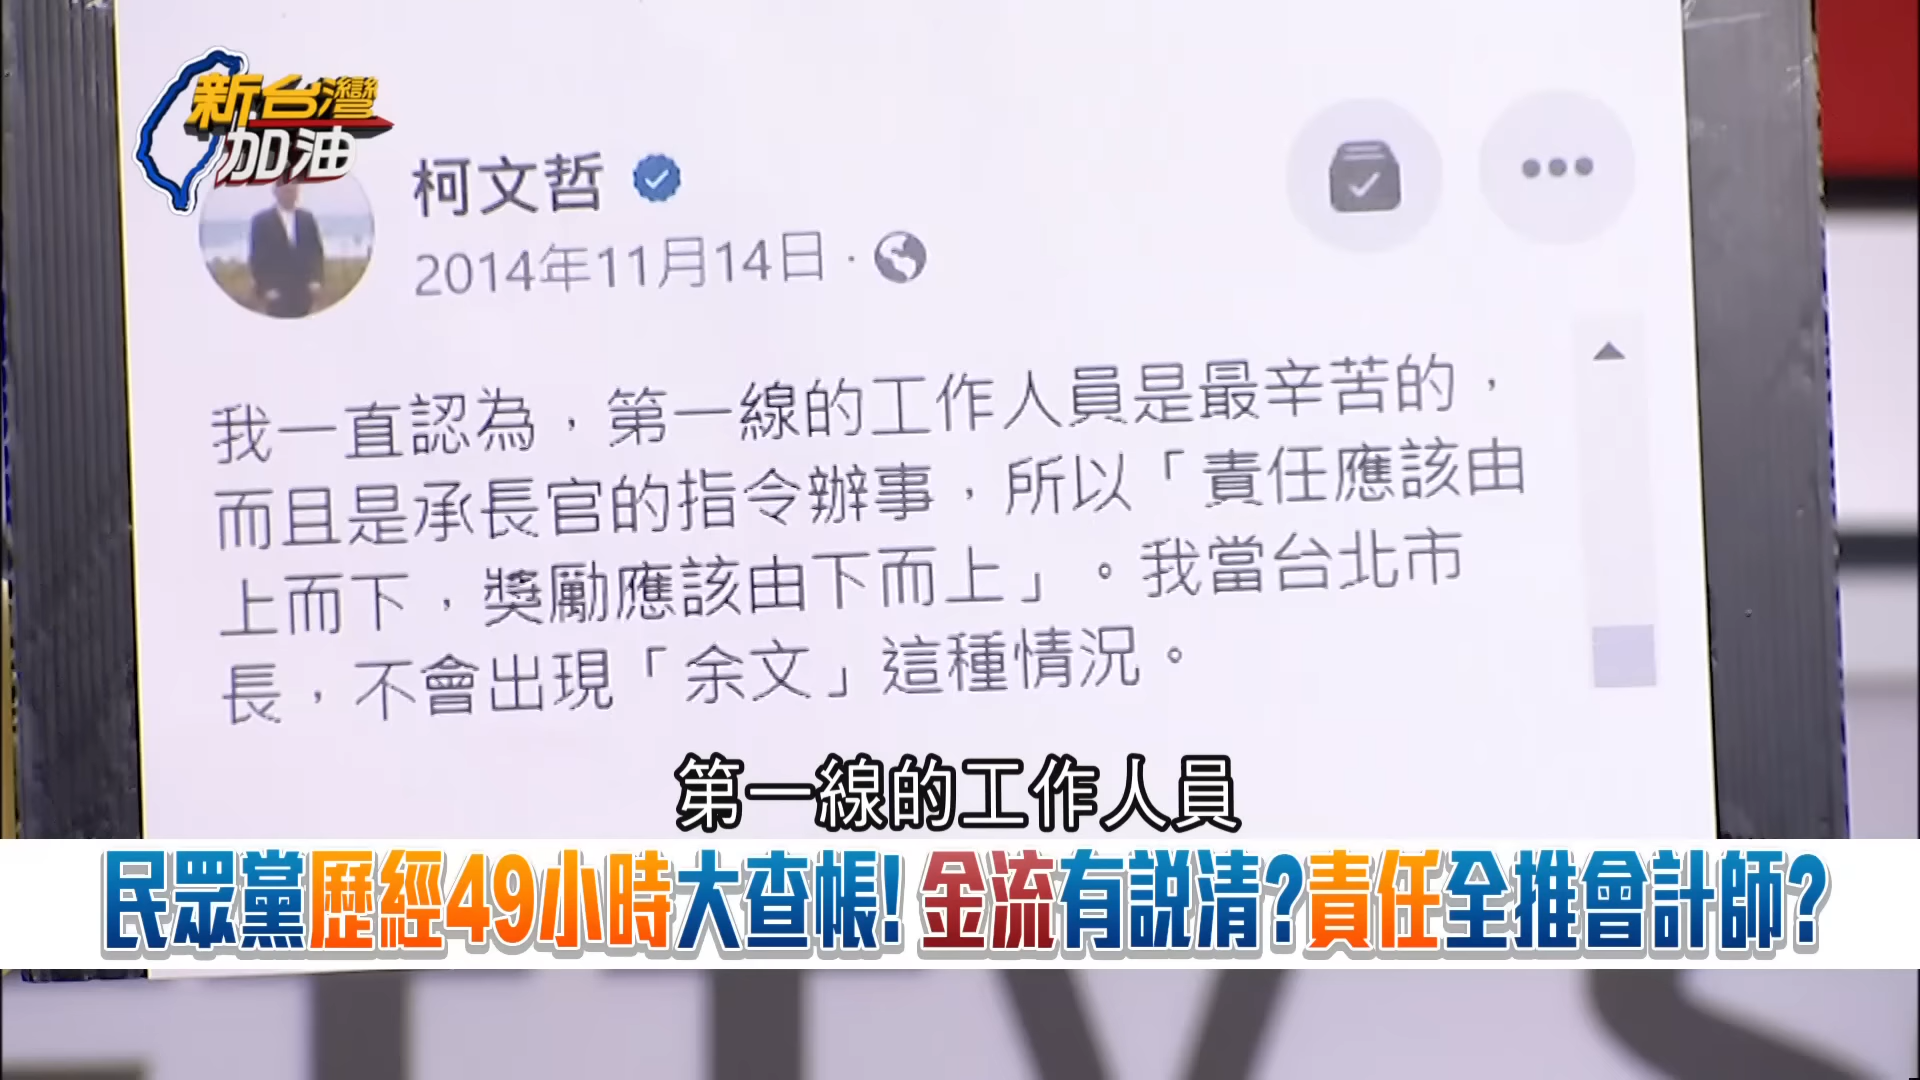 新台灣
加油
柯文哲
2014年11月14日 ·
我一直認為，第一線的工作人員是最辛苦的，
而且是承長官的指令辦事，所以「責任應該由
上而下，獎勵應該由下而上」。我當台北市
長，不會出現「余文」這種情況。
第一線的工作人員
民眾黨歷經49小時大查帳! 金流有說清?責任全推會計師?